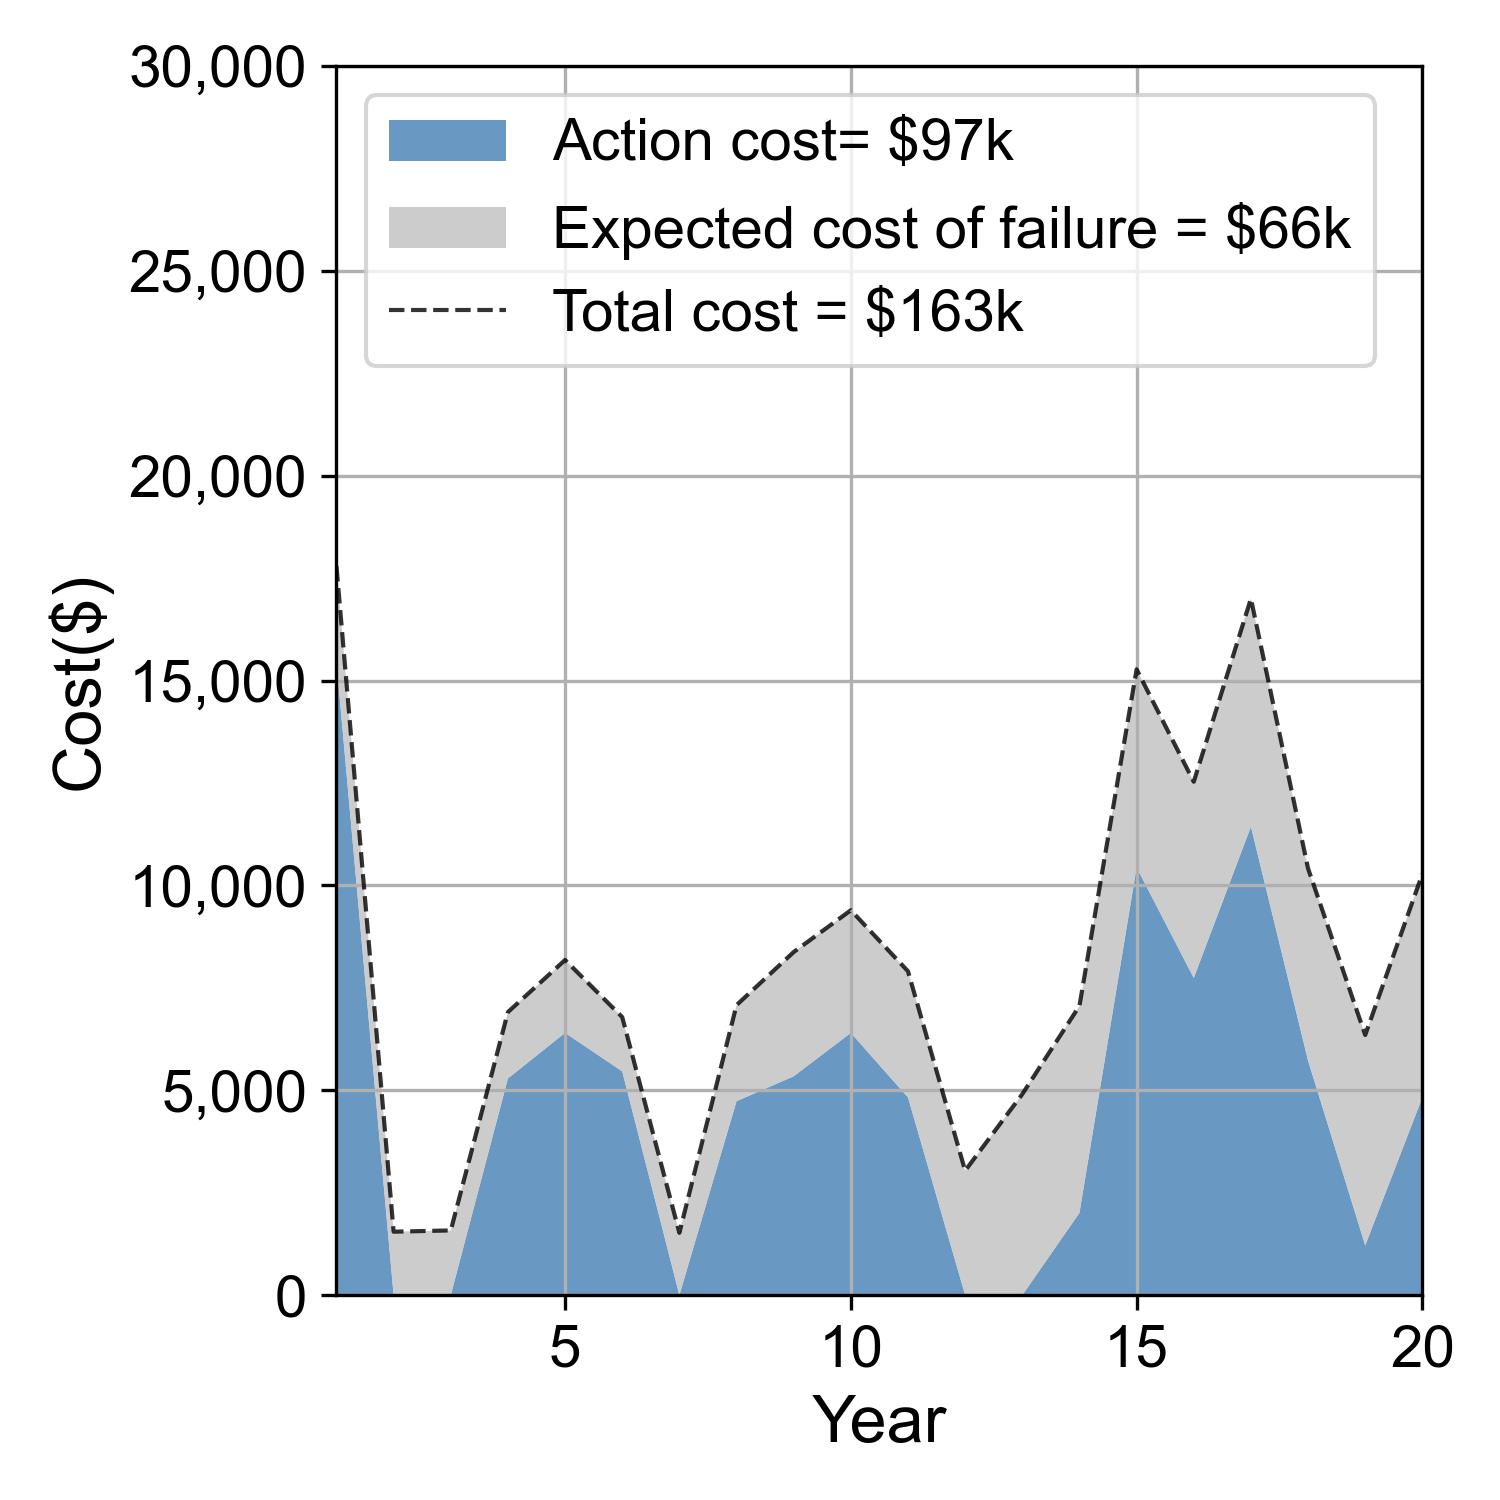 30,000
25,000
20,000
15,000
10,000
5,000
0
Cost($)
Action cost= $97k
Expected cost of failure = $66k
Total cost = $163k
5 10 15 20
Year